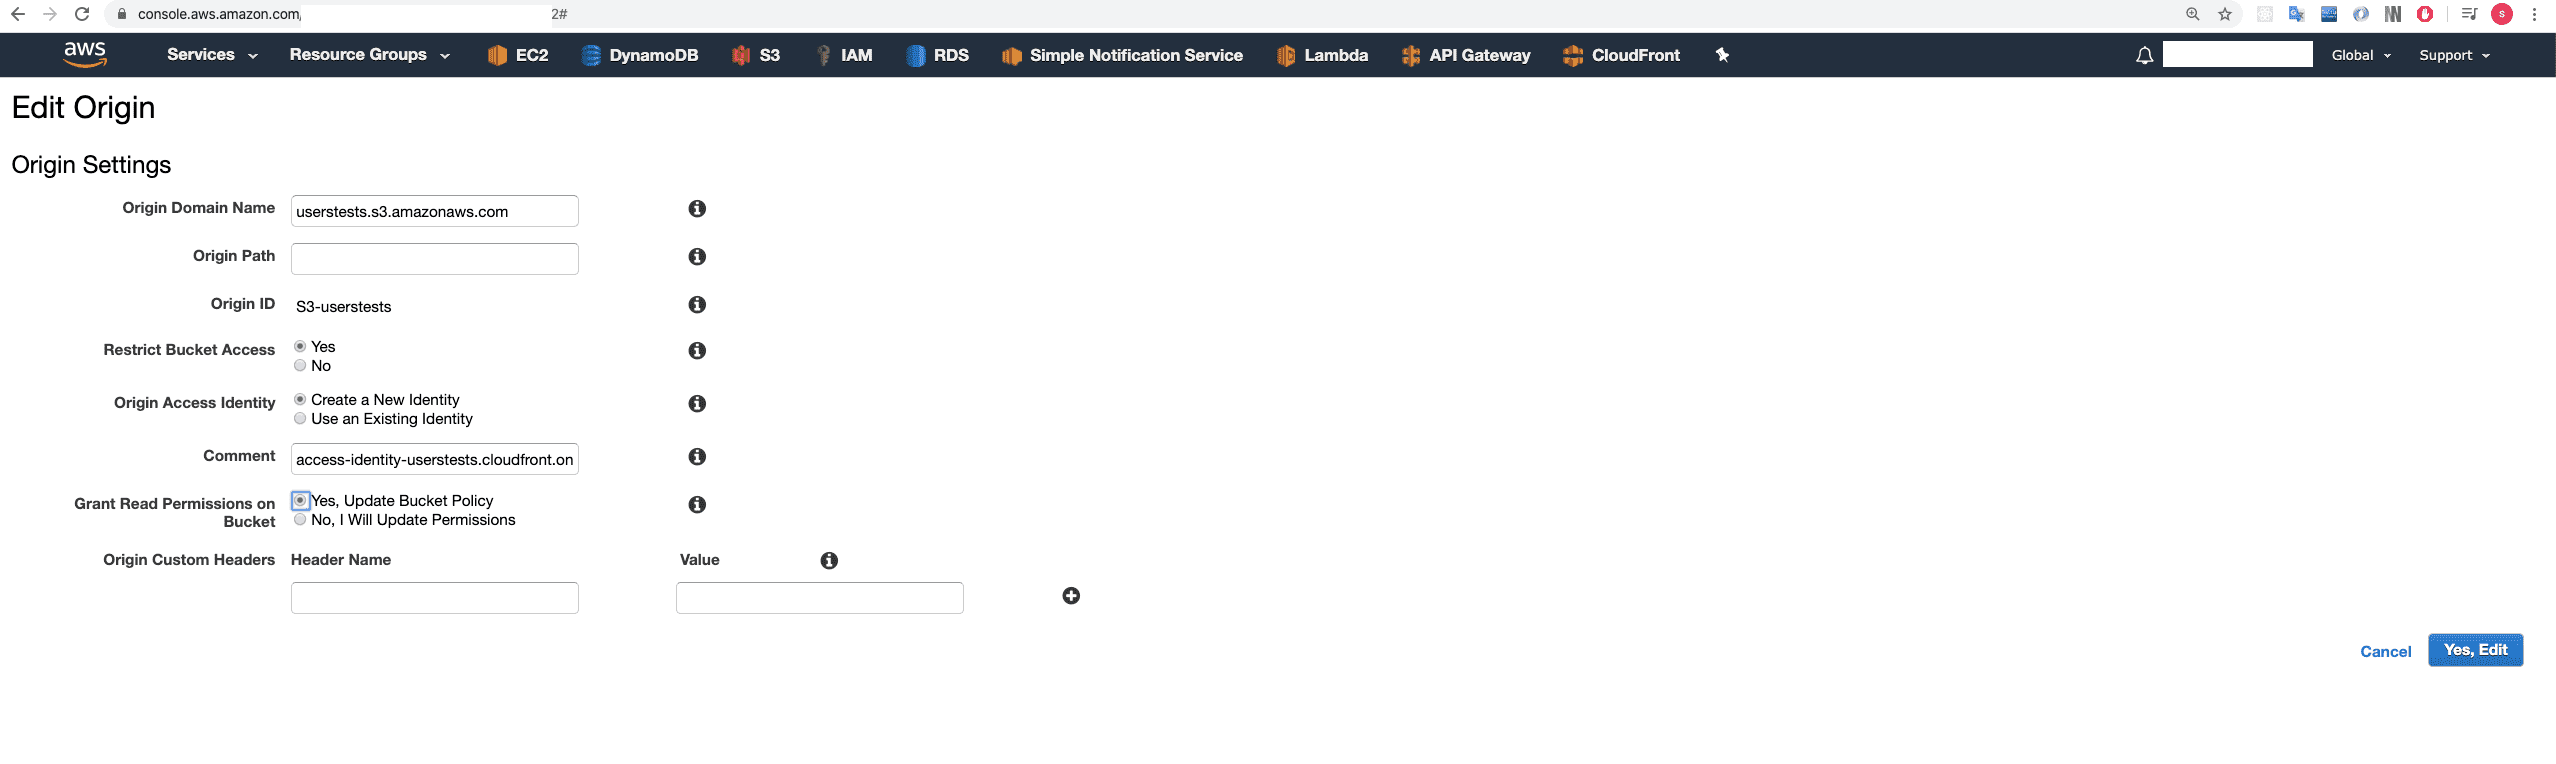 console.aws.amazon.com/ 2#
S
aws Services Resource Groups EC2 DynamoDB S3 IAM RDS Simple Notification Service Lambda API Gateway CloudFront Global Support
Edit Origin
Origin Settings
Origin Domain Name userstests.s3.amazonaws.com
Origin Path
Origin ID S3-userstests
Restrict Bucket Access Yes
No
Origin Access Identity Create a New Identity
Use an Existing Identity
Comment access-identity-userstests.cloudfront.on
Grant Read Permissions on Bucket Yes, Update Bucket Policy
No, I Will Update Permissions
Origin Custom Headers Header Name Value
Cancel Yes, Edit